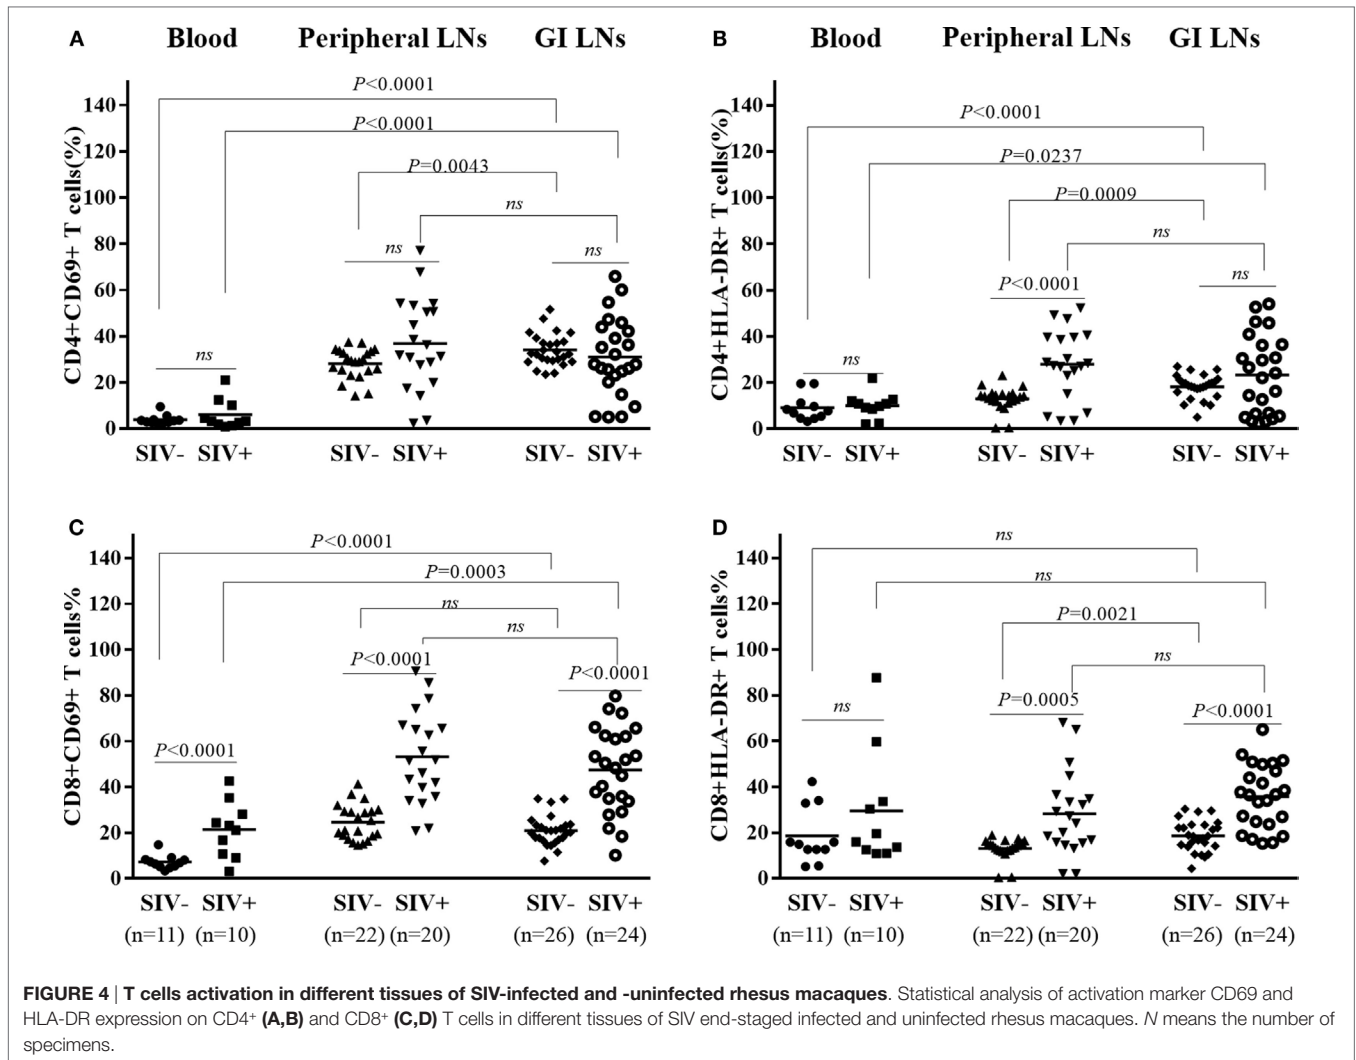 A Blood Peripheral LNs GI LNs
CD4+CD69+ T cells(%)
140
120
100
80
60
40
20
0
P<0.0001
P<0.0001
P=0.0043
ns
ns
ns
ns
SIV- SIV+ SIV- SIV+ SIV- SIV+
B Blood Peripheral LNs GI LNs
CD4+HLA-DR+ T cells(%)
140
120
100
80
60
40
20
0
P<0.0001
P=0.0237
P=0.0009
ns
P<0.0001
ns
ns
SIV- SIV+ SIV- SIV+ SIV- SIV+
C
CD8+CD69+ T cells%
140
120
100
80
60
40
20
0
P<0.0001
P=0.0003
ns
ns
P<0.0001
P<0.0001
P<0.0001
SIV- SIV+ SIV- SIV+ SIV- SIV+
(n=11) (n=10) (n=22) (n=20) (n=26) (n=24)
D
CD8+HLA-DR+ T cells%
140
120
100
80
60
40
20
0
ns
ns
P=0.0021
ns
P=0.0005
ns
P<0.0001
SIV- SIV+ SIV- SIV+ SIV- SIV+
(n=11) (n=10) (n=22) (n=20) (n=26) (n=24)
FIGURE 4 | T cells activation in different tissues of SIV-infected and -uninfected rhesus macaques. Statistical analysis of activation marker CD69 and
HLA-DR expression on CD4+ (A,B) and CD8+ (C,D) T cells in different tissues of SIV end-staged infected and uninfected rhesus macaques. N means the number of
specimens.